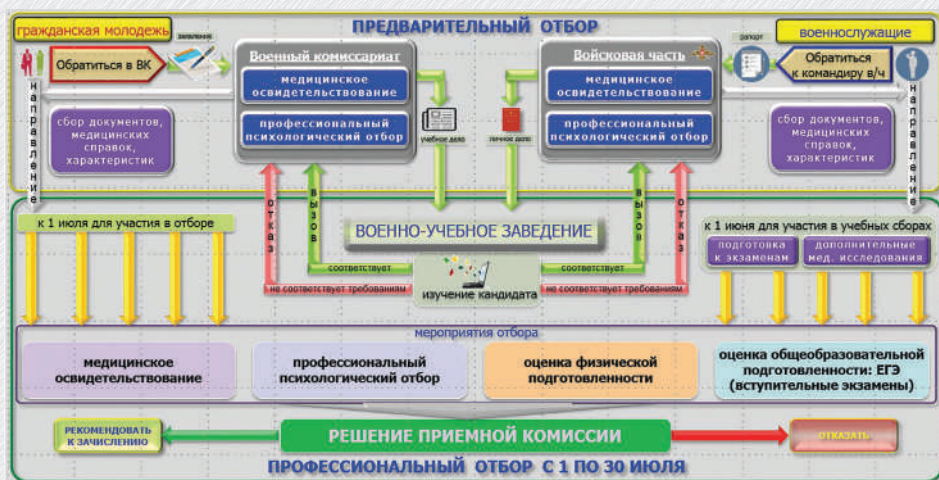 ПРЕДВАРИТЕЛЬНЫЙ ОТБОР
гражданская молодежь
заявление
Обратиться в ВК
Военный комиссариат
медицинское
освидетельствование
профессиональный
психологический отбор
сбор документов,
медицинских
справок,
характеристик
направление
учебное дело
личное дело
Войсковая часть
медицинское
освидетельствование
профессиональный
психологический отбор
рапорт
военнослужащие
Обратиться
к командиру в/ч
сбор документов,
медицинских
справок,
характеристик
направление
к 1 июля для участия в отборе
отказ
вызов
ВОЕННО-УЧЕБНОЕ ЗАВЕДЕНИЕ
вызов
отказ
соответствует
соответствует
не соответствует требованиям
не соответствует требованиям
изучение кандидата
к 1 июня для участия в учебных сборах
подготовка
к экзаменам
дополнительные
мед. исследования
мероприятия отбора
медицинское
освидетельствование
профессиональный
психологический отбор
оценка физической
подготовленности
оценка общеобразовательной
подготовленности: ЕГЭ
(вступительные экзамены)
РЕКОМЕНДОВАТЬ
К ЗАЧИСЛЕНИЮ
РЕШЕНИЕ ПРИЕМНОЙ КОМИССИИ
ОТКАЗАТЬ
ПРОФЕССИОНАЛЬНЫЙ ОТБОР С 1 ПО 30 ИЮЛЯ